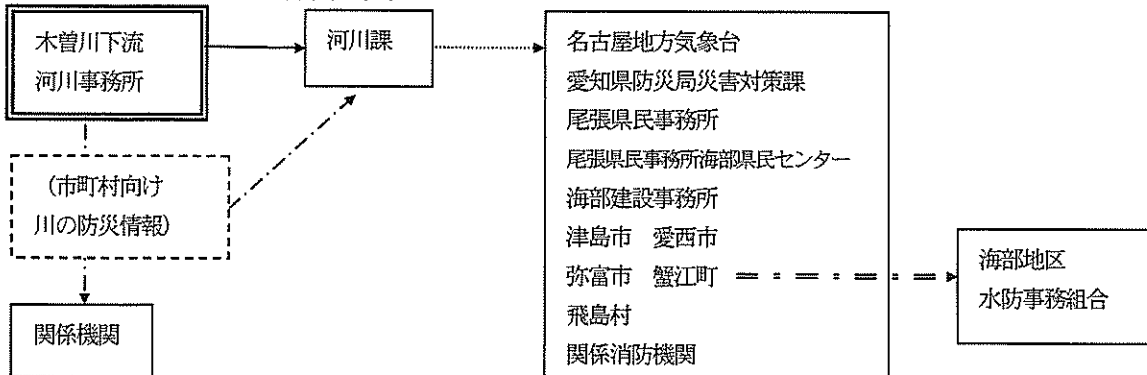 木曽川下流
河川事務所
河川課
(市町村向け
川の防災情報)
関係機関
名古屋地方気象台
愛知県防災局災害対策課
尾張県民事務所
尾張県民事務所海部県民センター
海部建設事務所
津島市　愛西市
弥富市　蟹江町
飛島村
関係消防機関
海部地区
水防事務組合